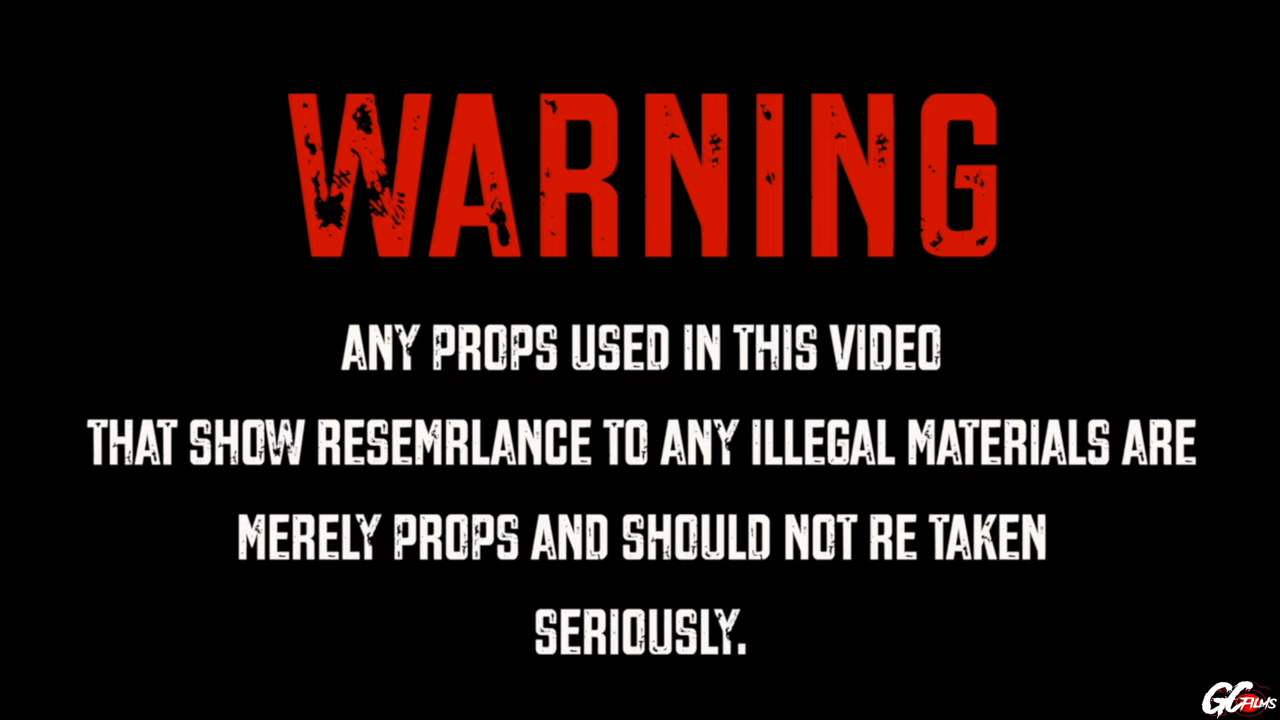 WARNING
ANY PROPS USED IN THIS VIDEO
THAT SHOW RESEMRLANCE TO ANY ILLEGAL MATERIALS ARE
MERELY PROPS AND SHOULD NOT RE TAKEN
SERIOUSLY.
GC FILMS